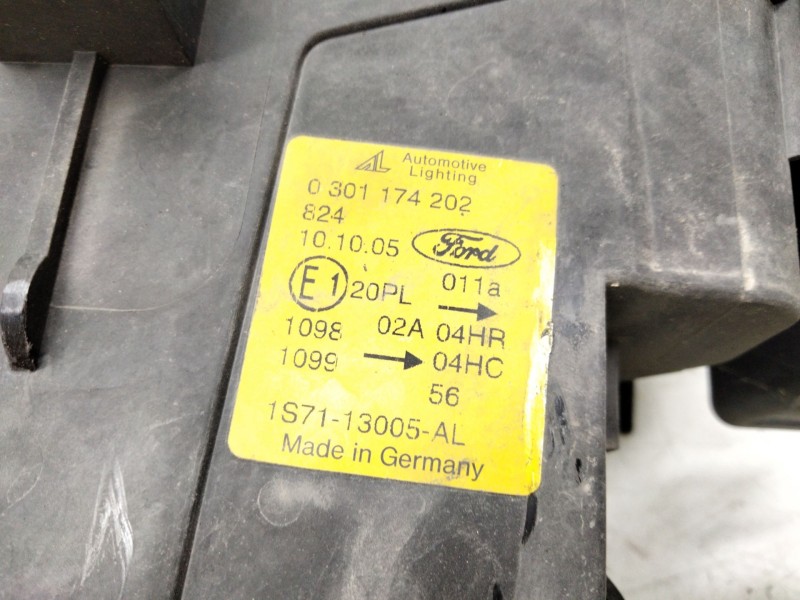 AL Automotive
Lighting
0 301 174 202
824
10.10.05 Ford
E1 20PL 011a
1098 02A 04HR
1099 04HC
56
1S71-13005-AL
Made in Germany